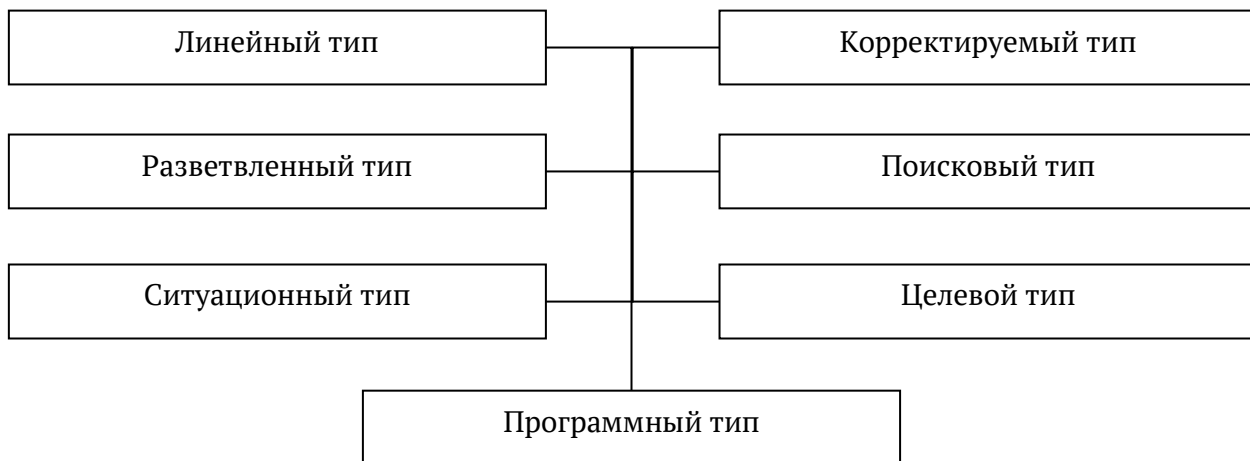 Линейный тип
Корректируемый тип
Разветвленный тип
Поисковый тип
Ситуационный тип
Целевой тип
Программный тип